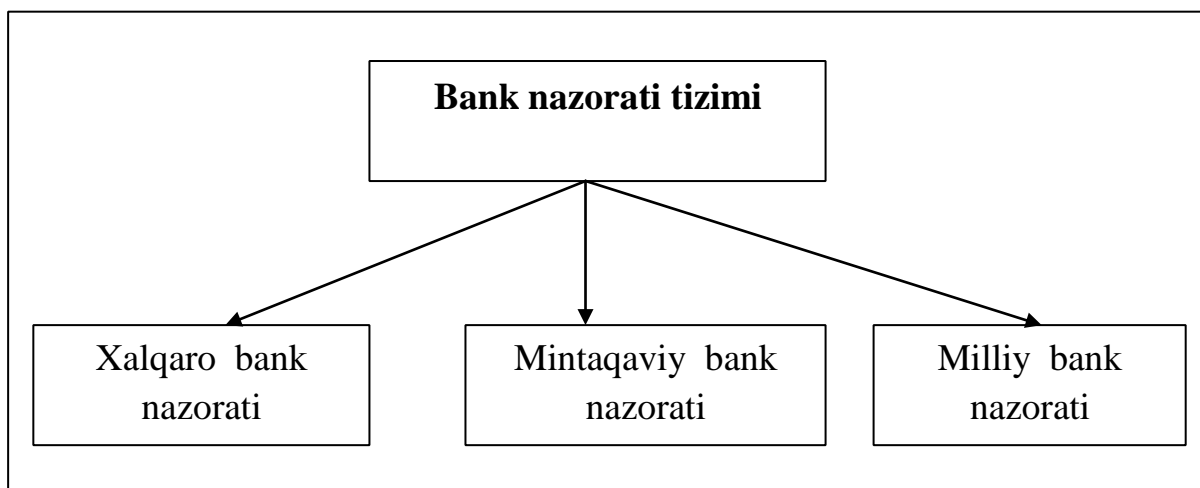 Bank nazorati tizimi
Xalqaro bank
nazorati
Mintaqaviy bank
nazorati
Milliy bank
nazorati